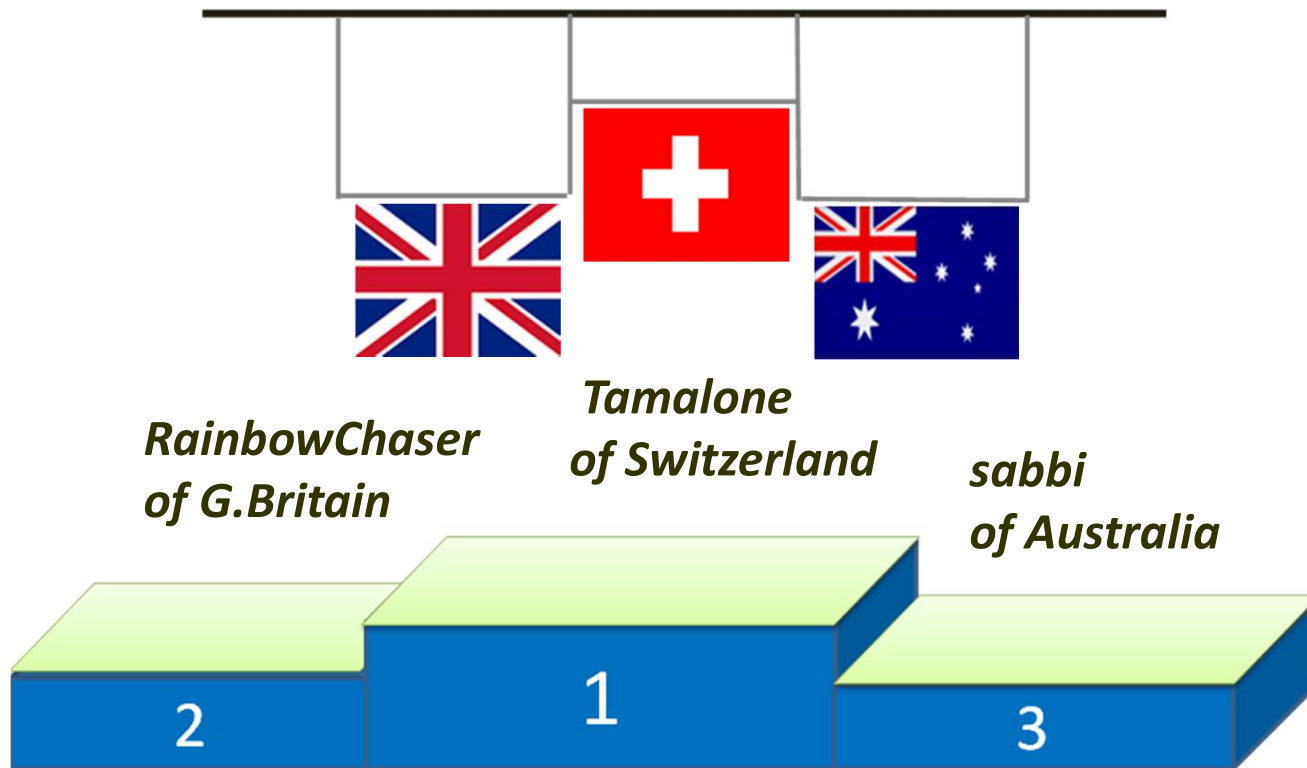 RainbowChaser
of G.Britain
Tamalone
of Switzerland
sabbi
of Australia
2
1
3